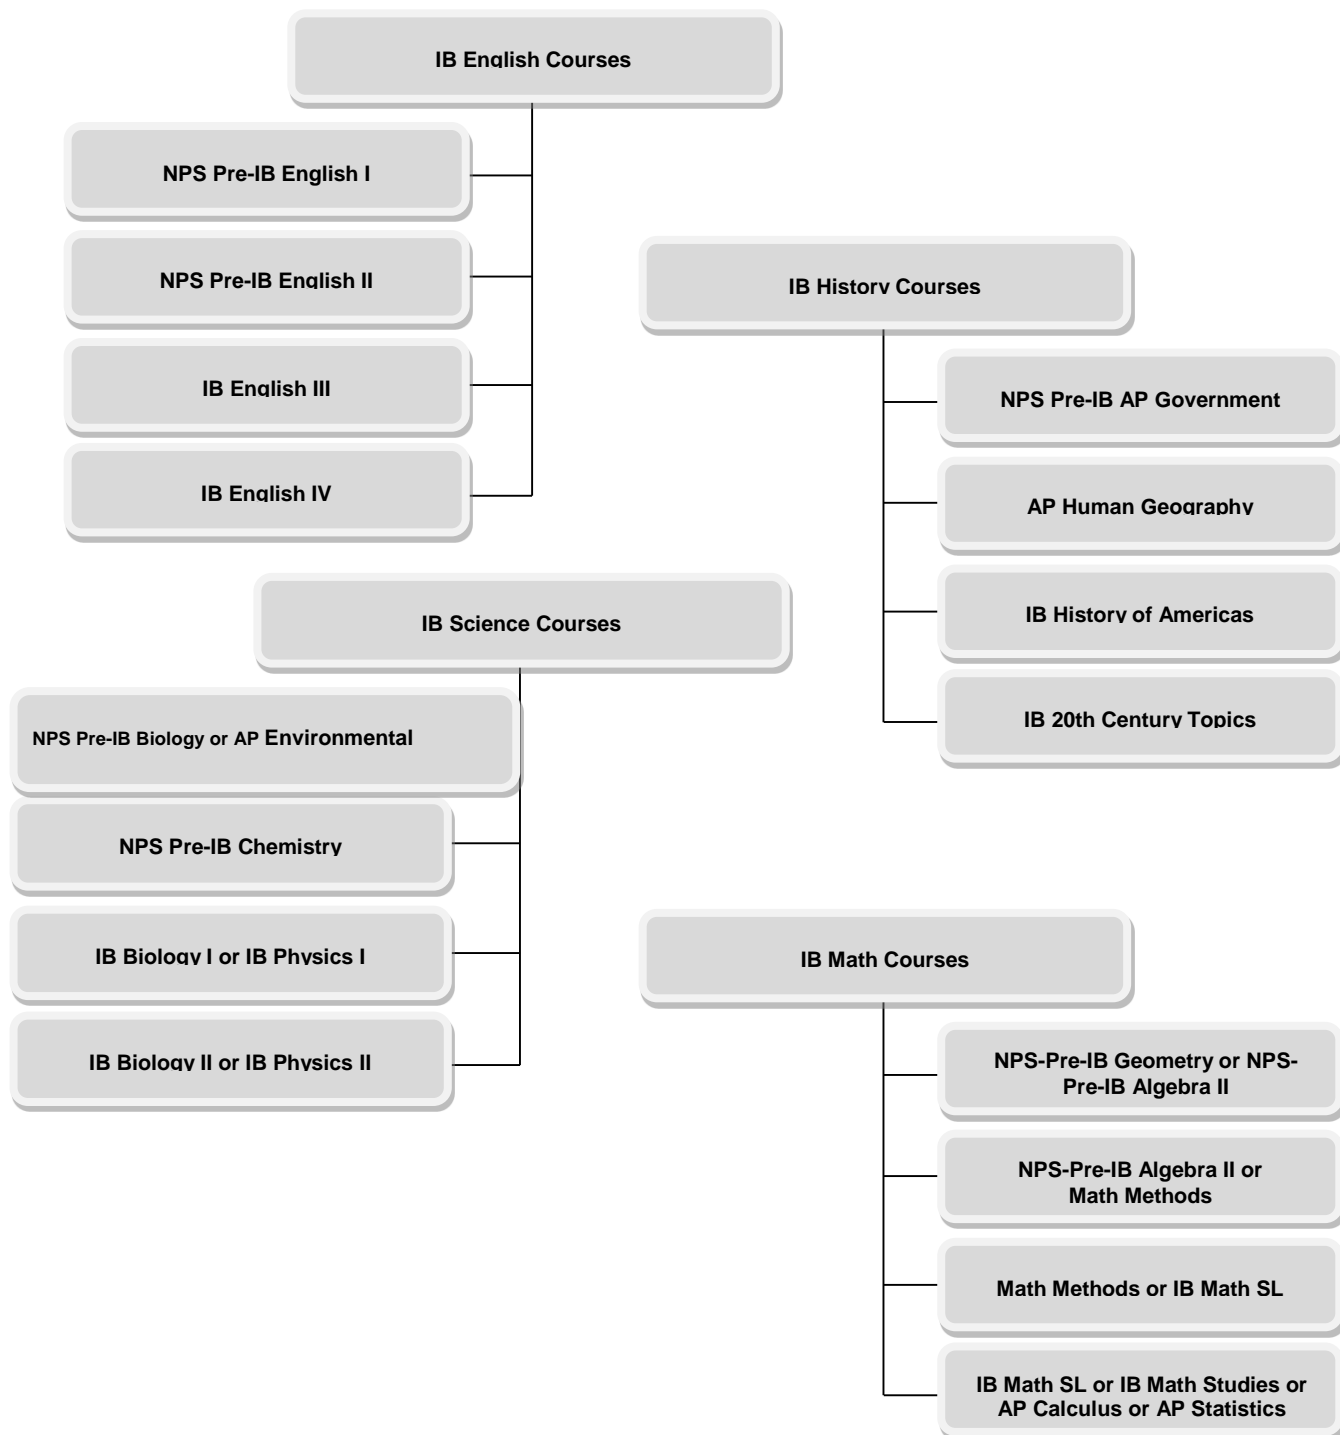 IB English Courses
NPS Pre-IB English I
NPS Pre-IB English II
IB English III
IB English IV
IB History Courses
NPS Pre-IB AP Government
AP Human Geography
IB History of Americas
IB 20th Century Topics
IB Science Courses
NPS Pre-IB Biology or AP Environmental
NPS Pre-IB Chemistry
IB Biology I or IB Physics I
IB Biology II or IB Physics II
IB Math Courses
NPS-Pre-IB Geometry or NPS-
Pre-IB Algebra II
NPS-Pre-IB Algebra II or
Math Methods
Math Methods or IB Math SL
IB Math SL or IB Math Studies or
AP Calculus or AP Statistics